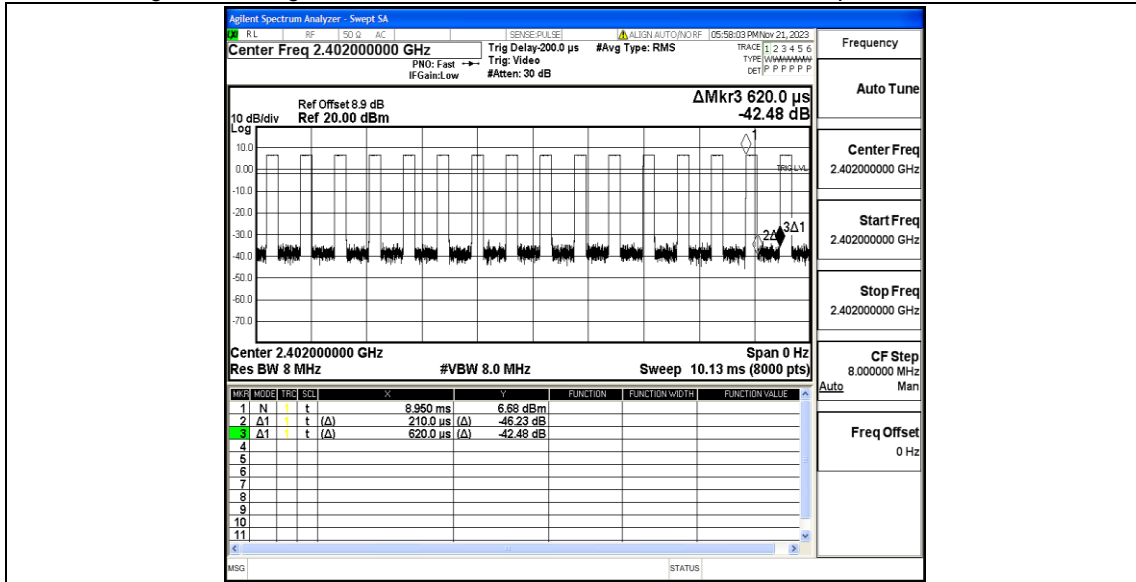 Agilent Spectrum Analyzer - Swept SA
RL RF 50 Ω AC SENSE:PULSE ALIGN AUTO/NO RF 05:58:03 PM Nov 21, 2023
Center Freq 2.402000000 GHz
Trig Delay-200.0 µs #Avg Type: RMS
TRACE 1 2 3 4 5 6
PNO: Fast
Trig: Video
TYPE WWWWWW
IFGain:Low
#Atten: 30 dB
DET P P P P P P
Frequency
ΔMkr3 620.0 µs
-42.48 dB
Ref Offset 8.9 dB
10 dB/div Ref 20.00 dBm
Log
10.0
0.00
-10.0
-20.0
-30.0
-40.0
-50.0
-60.0
-70.0
1
TRIG LVL
2Δ 3Δ1
Center 2.402000000 GHz Span 0 Hz
Res BW 8 MHz #VBW 8.0 MHz Sweep 10.13 ms (8000 pts)
MKR MODE TRC SCL X Y FUNCTION FUNCTION WIDTH FUNCTION VALUE
1 N 1 t 8.950 ms 6.68 dBm
2 Δ1 1 t (Δ) 210.0 µs (Δ) -46.23 dB
3 Δ1 1 t (Δ) 620.0 µs (Δ) -42.48 dB
4
5
6
7
8
9
10
11
MSG STATUS
Auto Tune
Center Freq
2.402000000 GHz
Start Freq
2.402000000 GHz
Stop Freq
2.402000000 GHz
CF Step
8.000000 MHz
Auto Man
Freq Offset
0 Hz